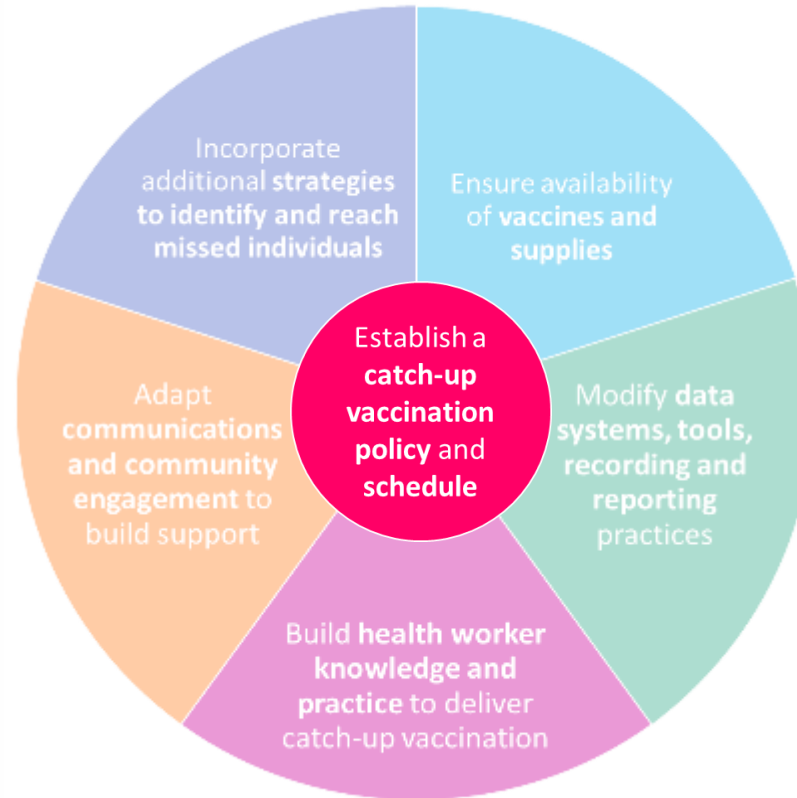 Incorporate
additional strategies
to identify and reach
missed individuals
Ensure availability
of vaccines and
supplies
Establish a
catch-up
vaccination
policy and
schedule
Adapt
communications
and community
engagement to
build support
Modify data
systems, tools,
recording and
reporting
practices
Build health worker
knowledge and
practice to deliver
catch-up vaccination